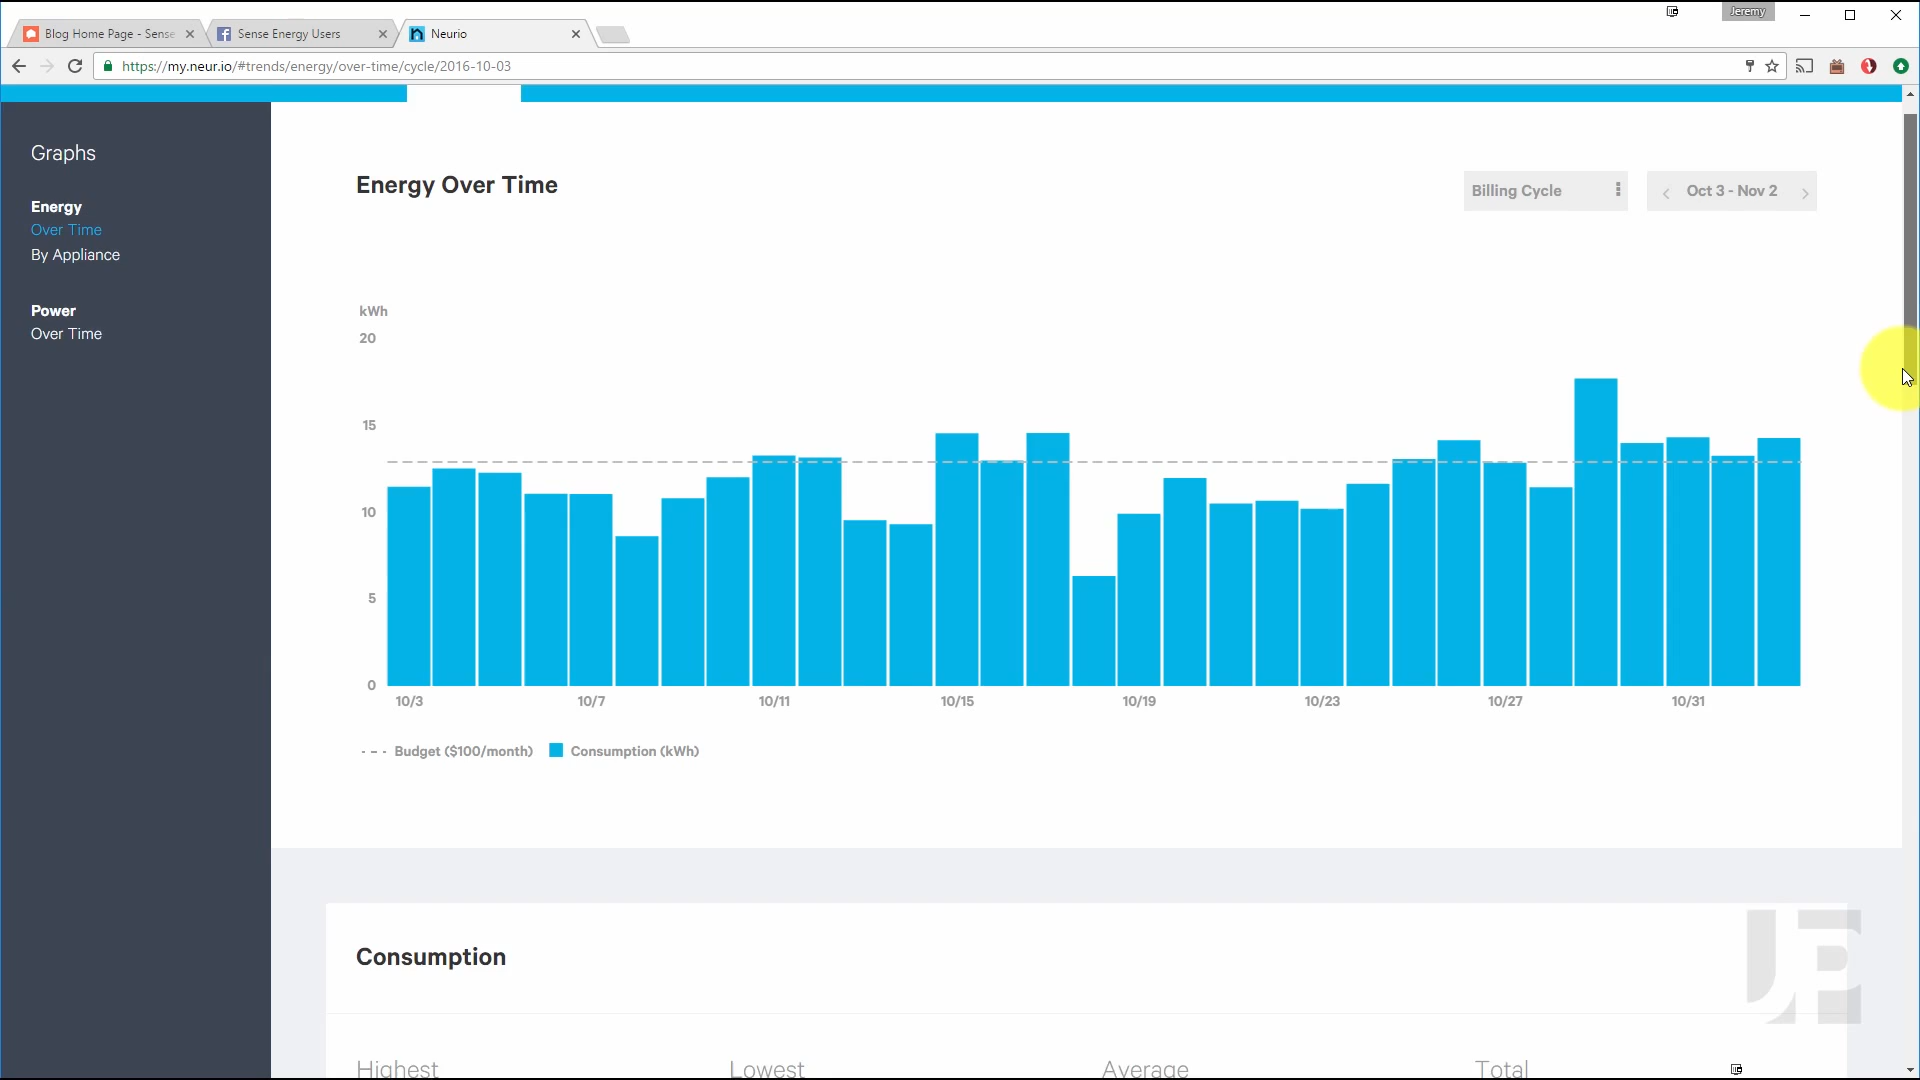 Jeremy
Blog Home Page - Sense
Sense Energy Users
Neurio
https://my.neur.io/#trends/energy/over-time/cycle/2016-10-03
Graphs
Energy
Over Time
By Appliance
Power
Over Time
Energy Over Time
Billing Cycle
Oct 3 - Nov 2
kWh
20
15
10
5
0
10/3 10/7 10/11 10/15 10/19 10/23 10/27 10/31
Budget ($100/month) Consumption (kWh)
Consumption
Highest Lowest Average Total
JP